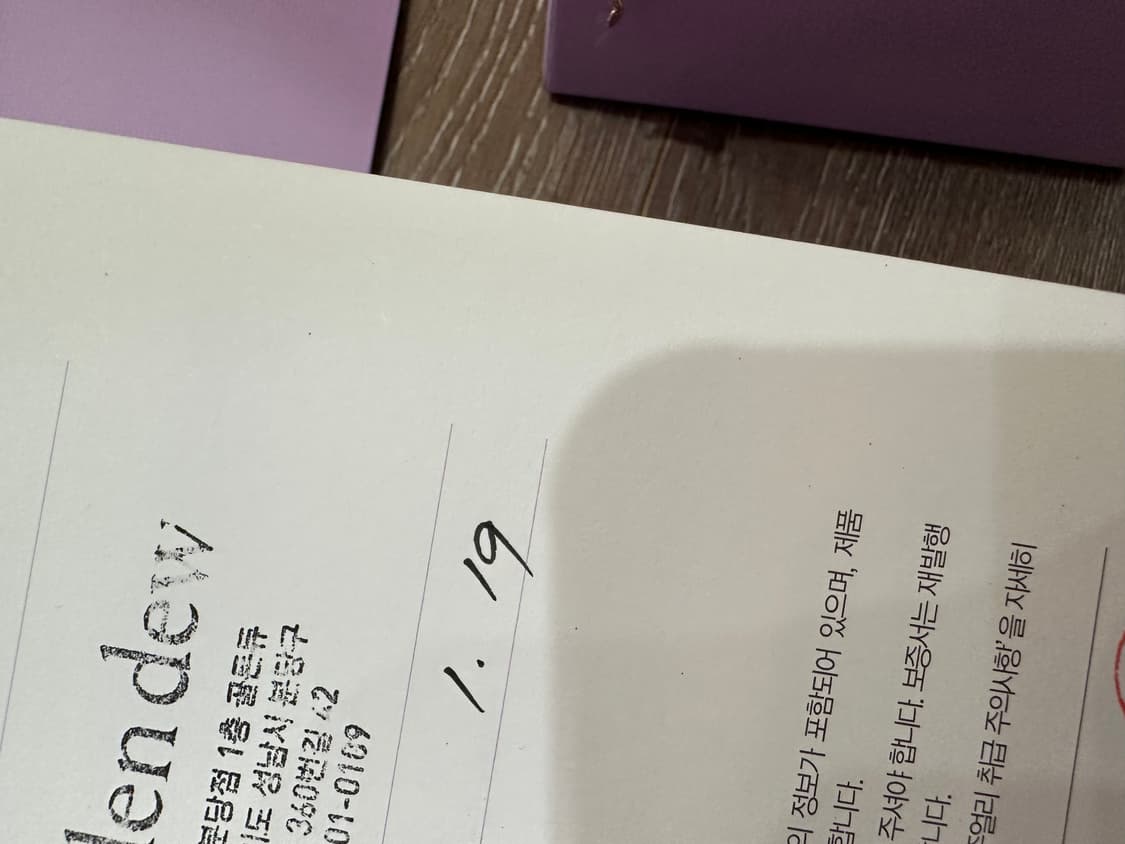 len dew
분당점 1층 골든듀
도 성남시 분당구
360번길 42
01-0109
1. 19
의 정보가 포함되어 있으며, 제품
합니다.
주셔야 합니다. 보증서는 재발행
니다.
주얼리 취급 주의사항'을 자세히